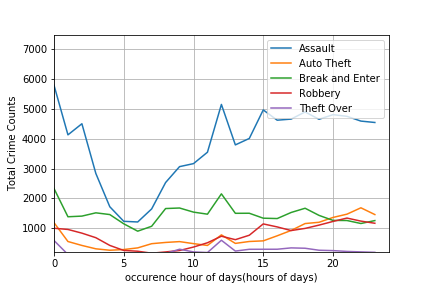 7000
6000
5000
4000
3000
2000
1000
Total Crime Counts
Assault
Auto Theft
Break and Enter
Robbery
Theft Over
0 5 10 15 20
occurence hour of days(hours of days)